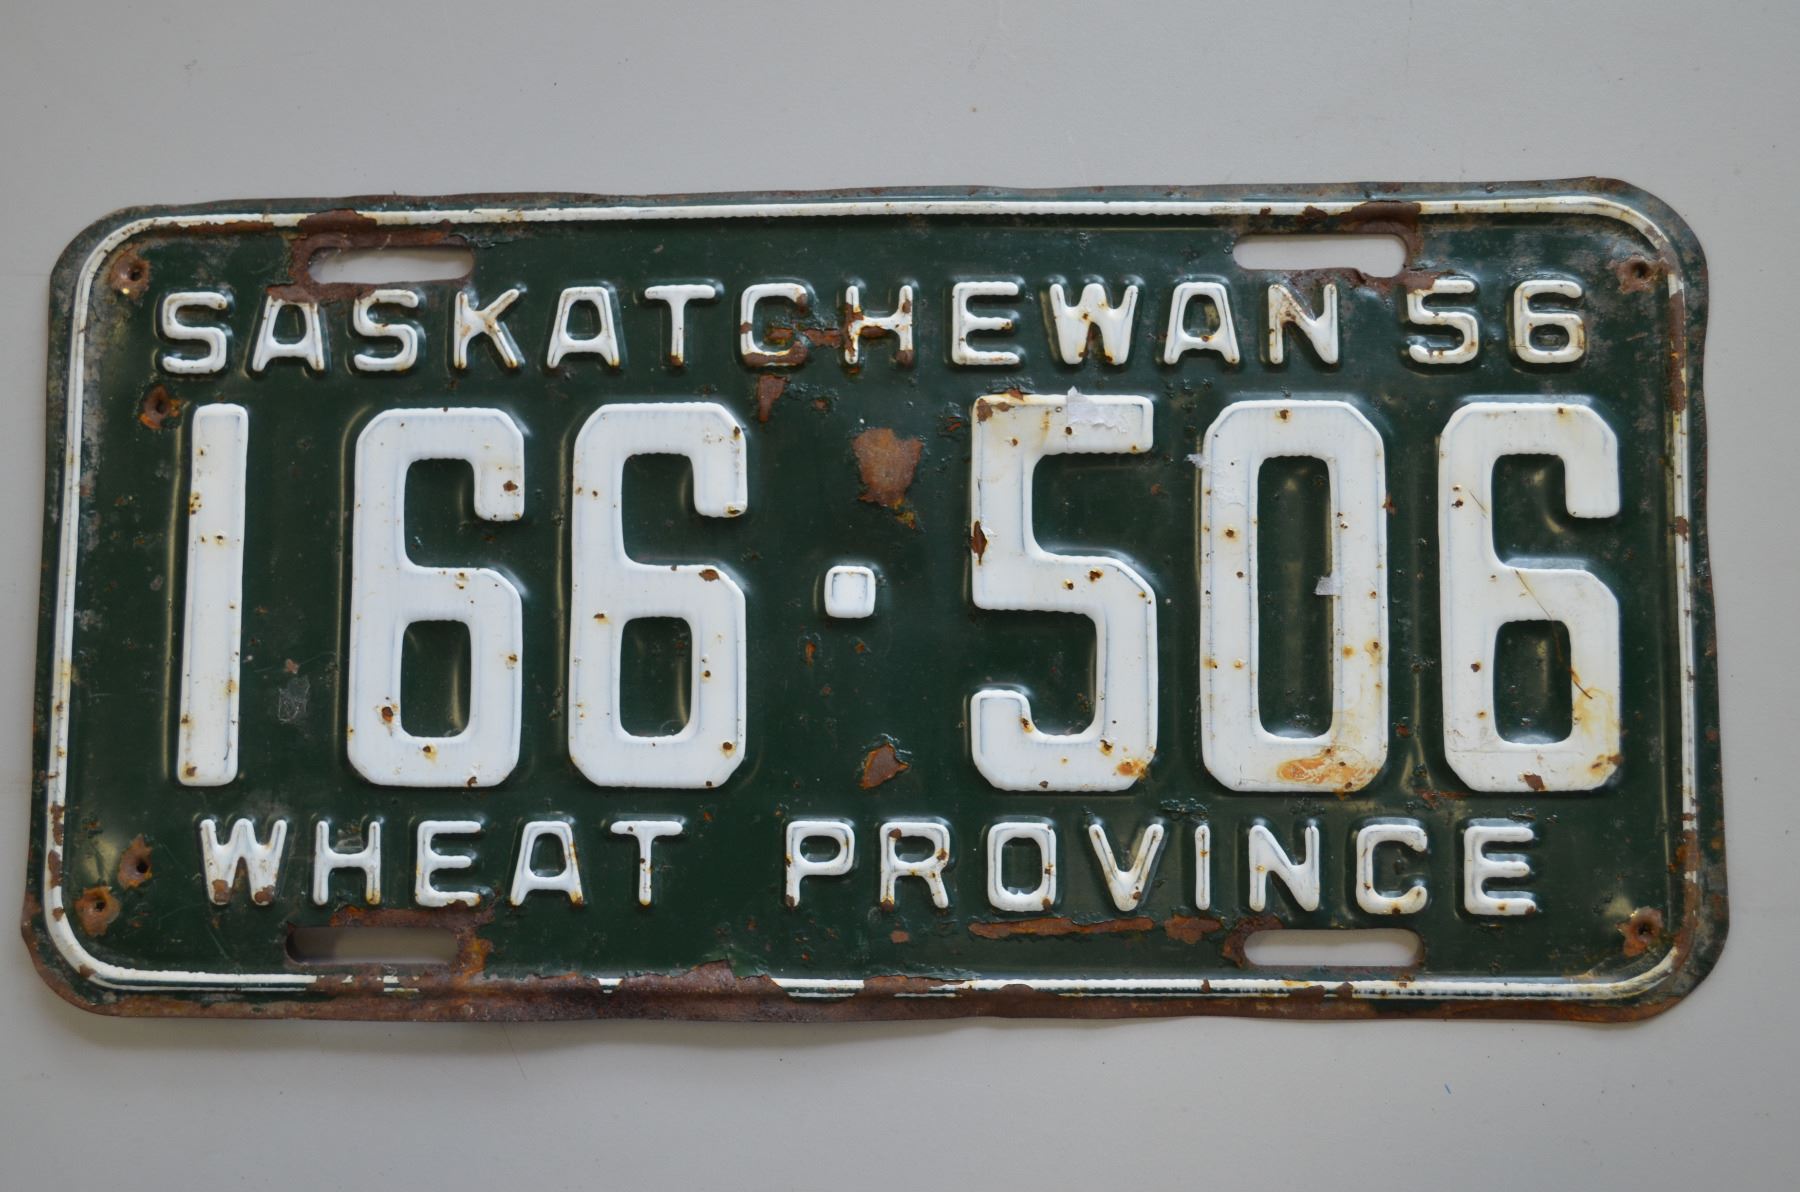 SASKATCHEWAN 56
166·506
WHEAT PROVINCE